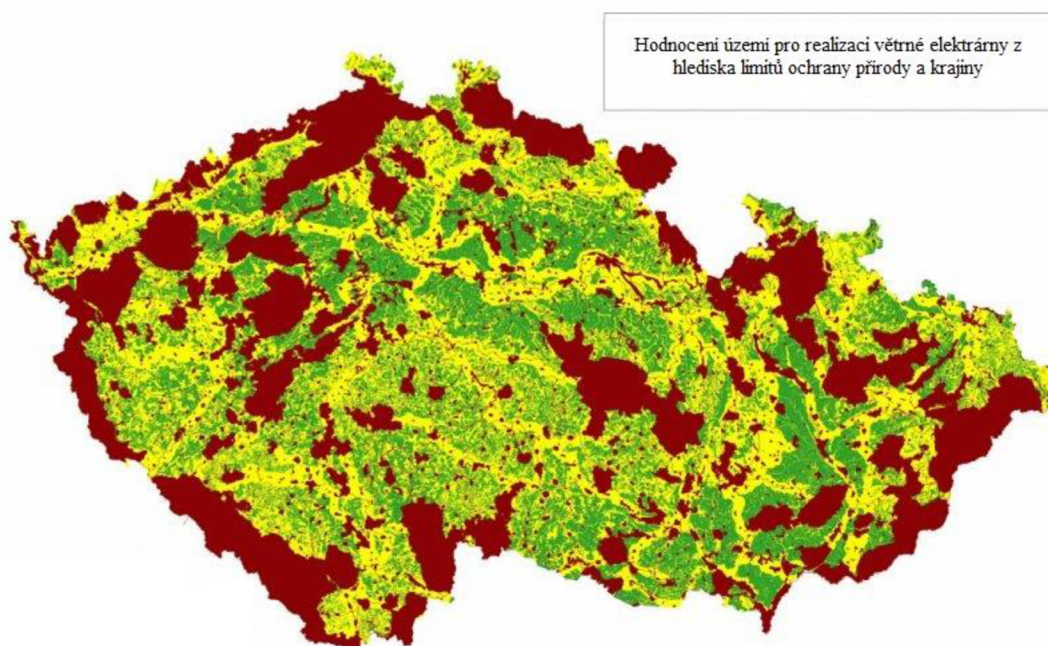 Hodnocení území pro realizaci větrné elektrárny z
hlediska limitů ochrany přírody a krajiny